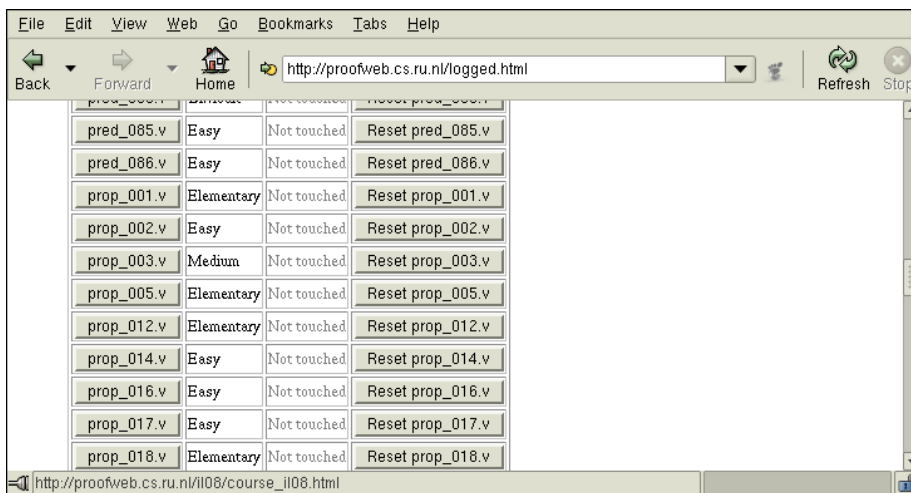 File Edit View Web Go Bookmarks Tabs Help
Back Forward Home http://proofweb.cs.ru.nl/logged.html Refresh Stop
pred_085.v Easy Not touched Reset pred_085.v
pred_086.v Easy Not touched Reset pred_086.v
prop_001.v Elementary Not touched Reset prop_001.v
prop_002.v Easy Not touched Reset prop_002.v
prop_003.v Medium Not touched Reset prop_003.v
prop_005.v Elementary Not touched Reset prop_005.v
prop_012.v Elementary Not touched Reset prop_012.v
prop_014.v Easy Not touched Reset prop_014.v
prop_016.v Easy Not touched Reset prop_016.v
prop_017.v Easy Not touched Reset prop_017.v
prop_018.v Elementary Not touched Reset prop_018.v
http://proofweb.cs.ru.nl/il08/course_il08.html